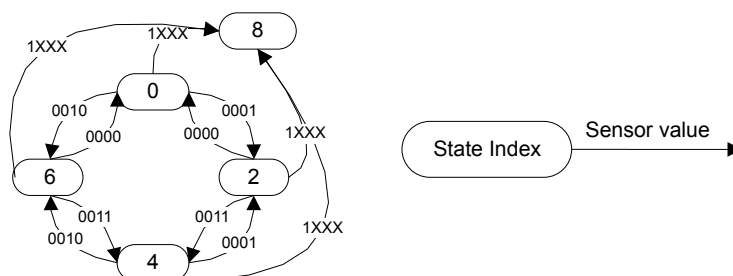 8
1XXX
1XXX
0
0010
0001
0000
0000
1XXX
Sensor value
State Index
6
2
0011
0011
0010
0001
1XXX
4